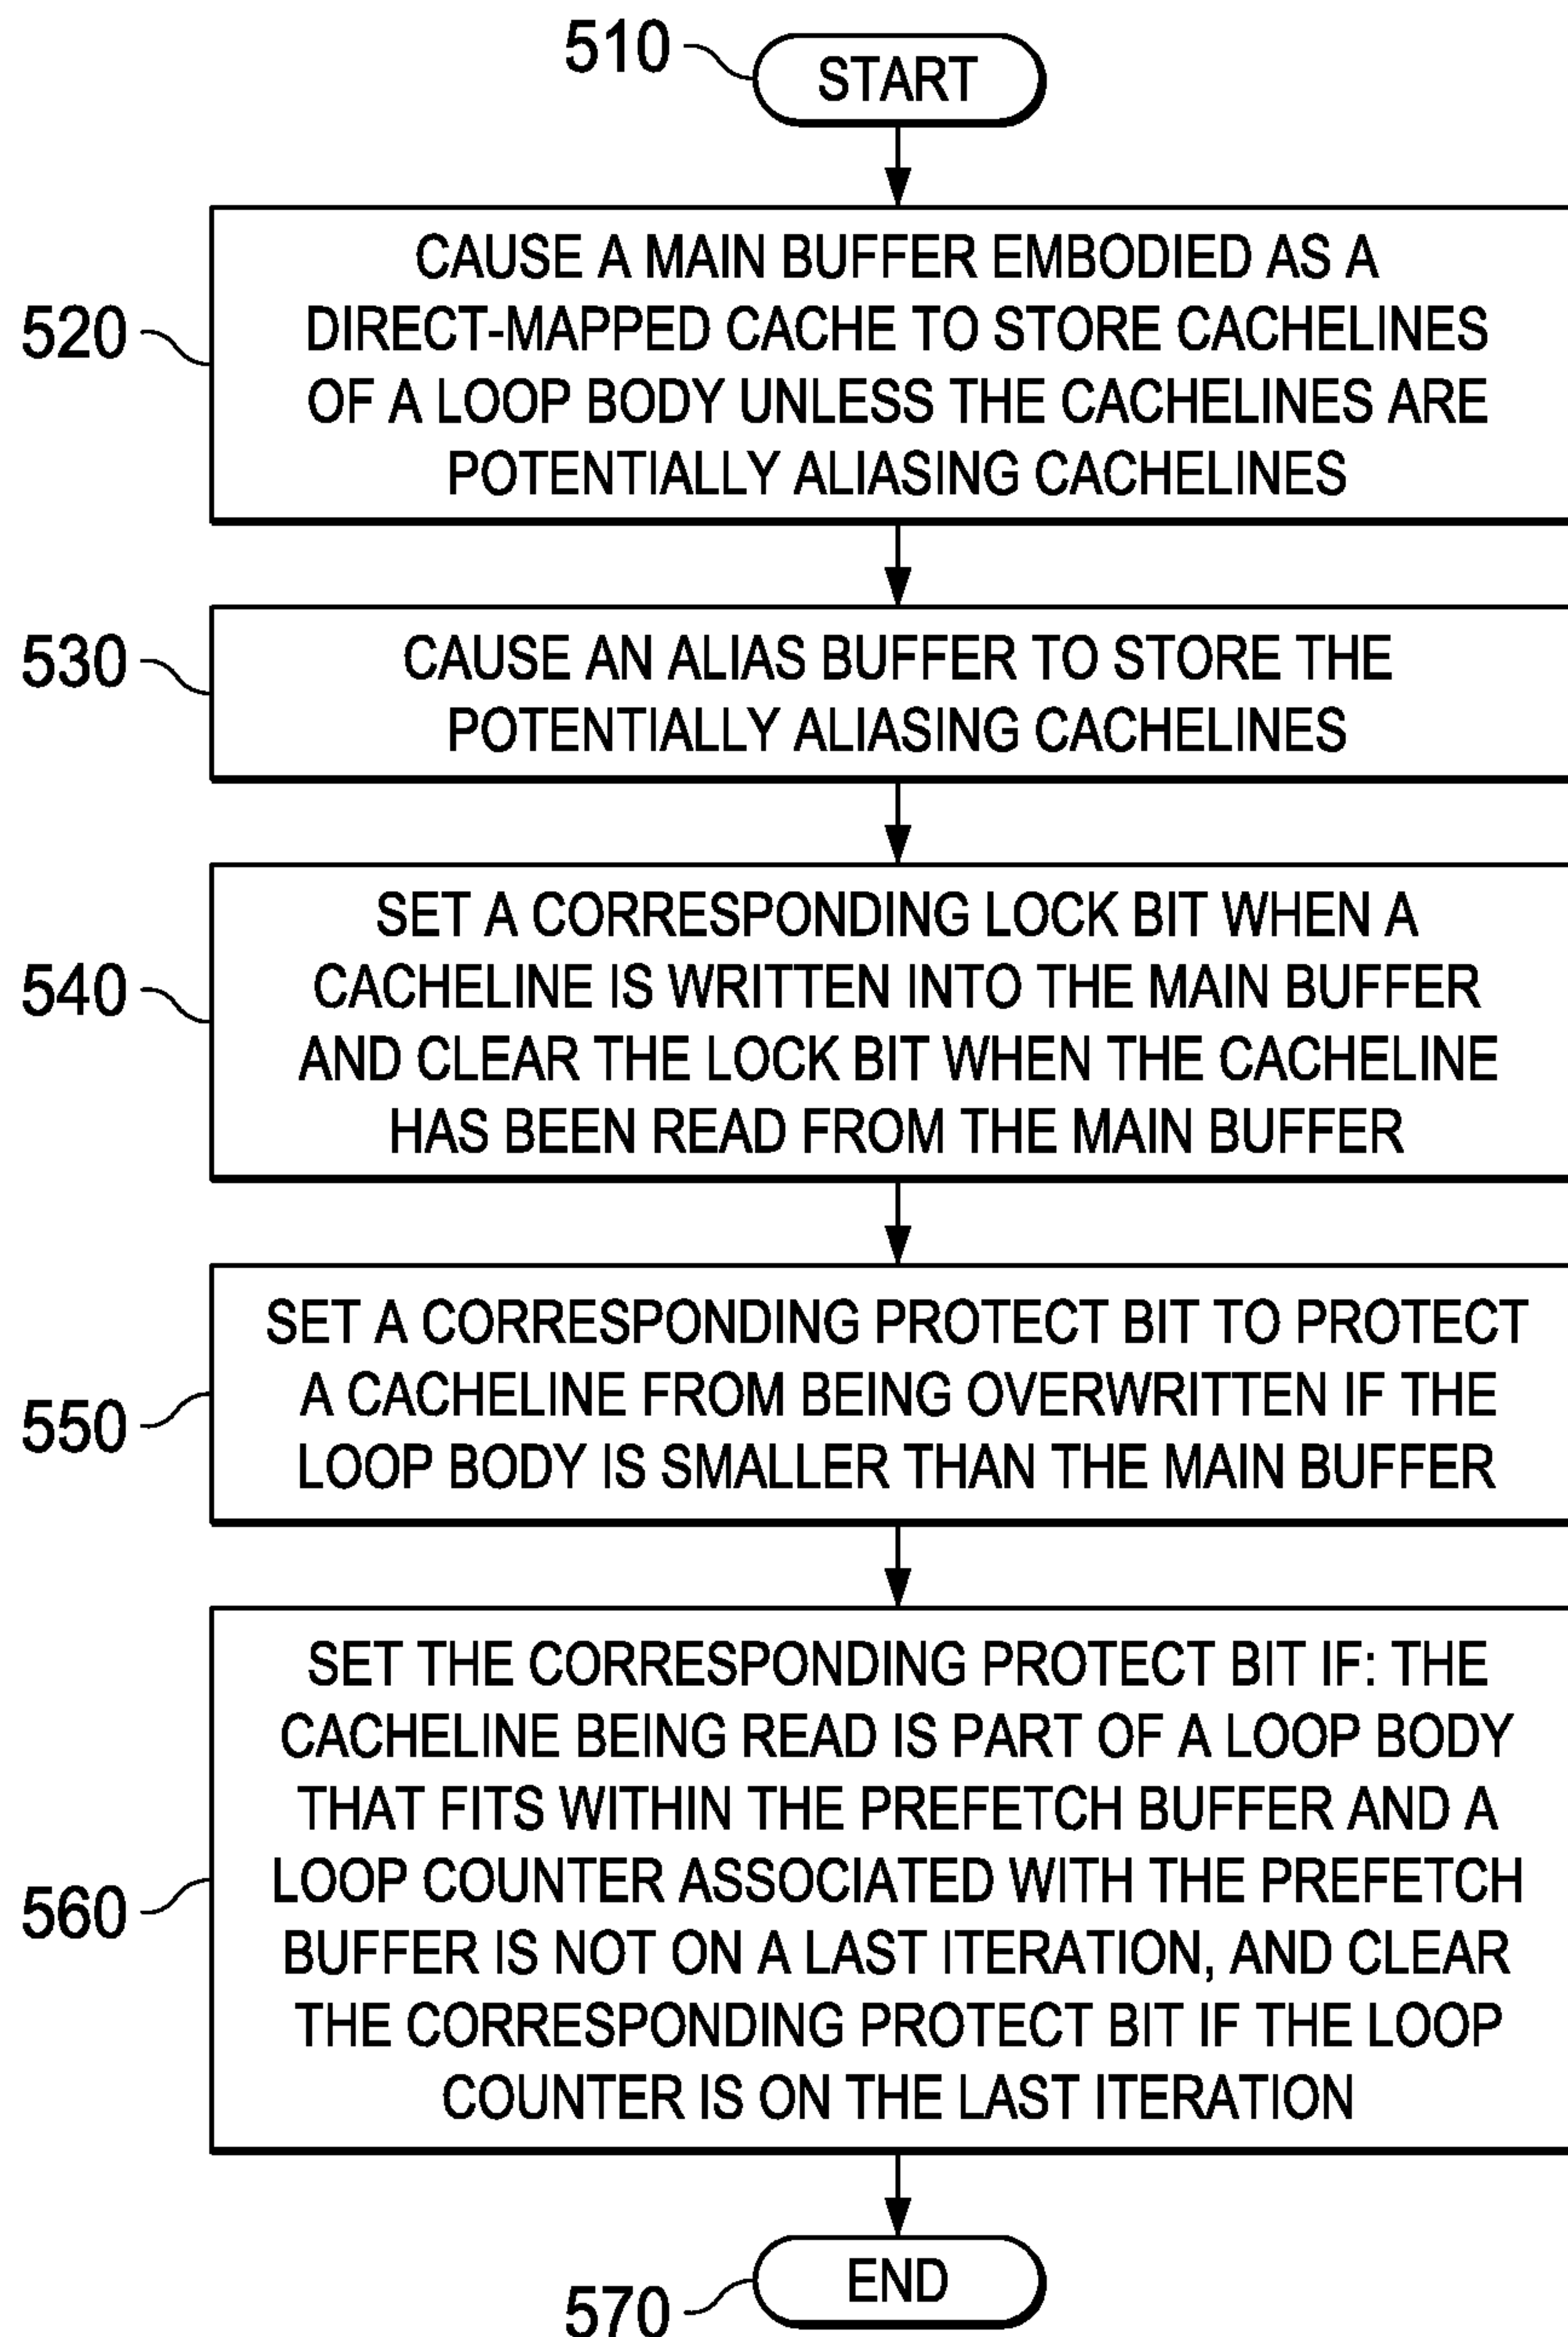 510
START
520
CAUSE A MAIN BUFFER EMBODIED AS A
DIRECT-MAPPED CACHE TO STORE CACHELINES
OF A LOOP BODY UNLESS THE CACHELINES ARE
POTENTIALLY ALIASING CACHELINES
530
CAUSE AN ALIAS BUFFER TO STORE THE
POTENTIALLY ALIASING CACHELINES
540
SET A CORRESPONDING LOCK BIT WHEN A
CACHELINE IS WRITTEN INTO THE MAIN BUFFER
AND CLEAR THE LOCK BIT WHEN THE CACHELINE
HAS BEEN READ FROM THE MAIN BUFFER
550
SET A CORRESPONDING PROTECT BIT TO PROTECT
A CACHELINE FROM BEING OVERWRITTEN IF THE
LOOP BODY IS SMALLER THAN THE MAIN BUFFER
560
SET THE CORRESPONDING PROTECT BIT IF: THE
CACHELINE BEING READ IS PART OF A LOOP BODY
THAT FITS WITHIN THE PREFETCH BUFFER AND A
LOOP COUNTER ASSOCIATED WITH THE PREFETCH
BUFFER IS NOT ON A LAST ITERATION, AND CLEAR
THE CORRESPONDING PROTECT BIT IF THE LOOP
COUNTER IS ON THE LAST ITERATION
570
END